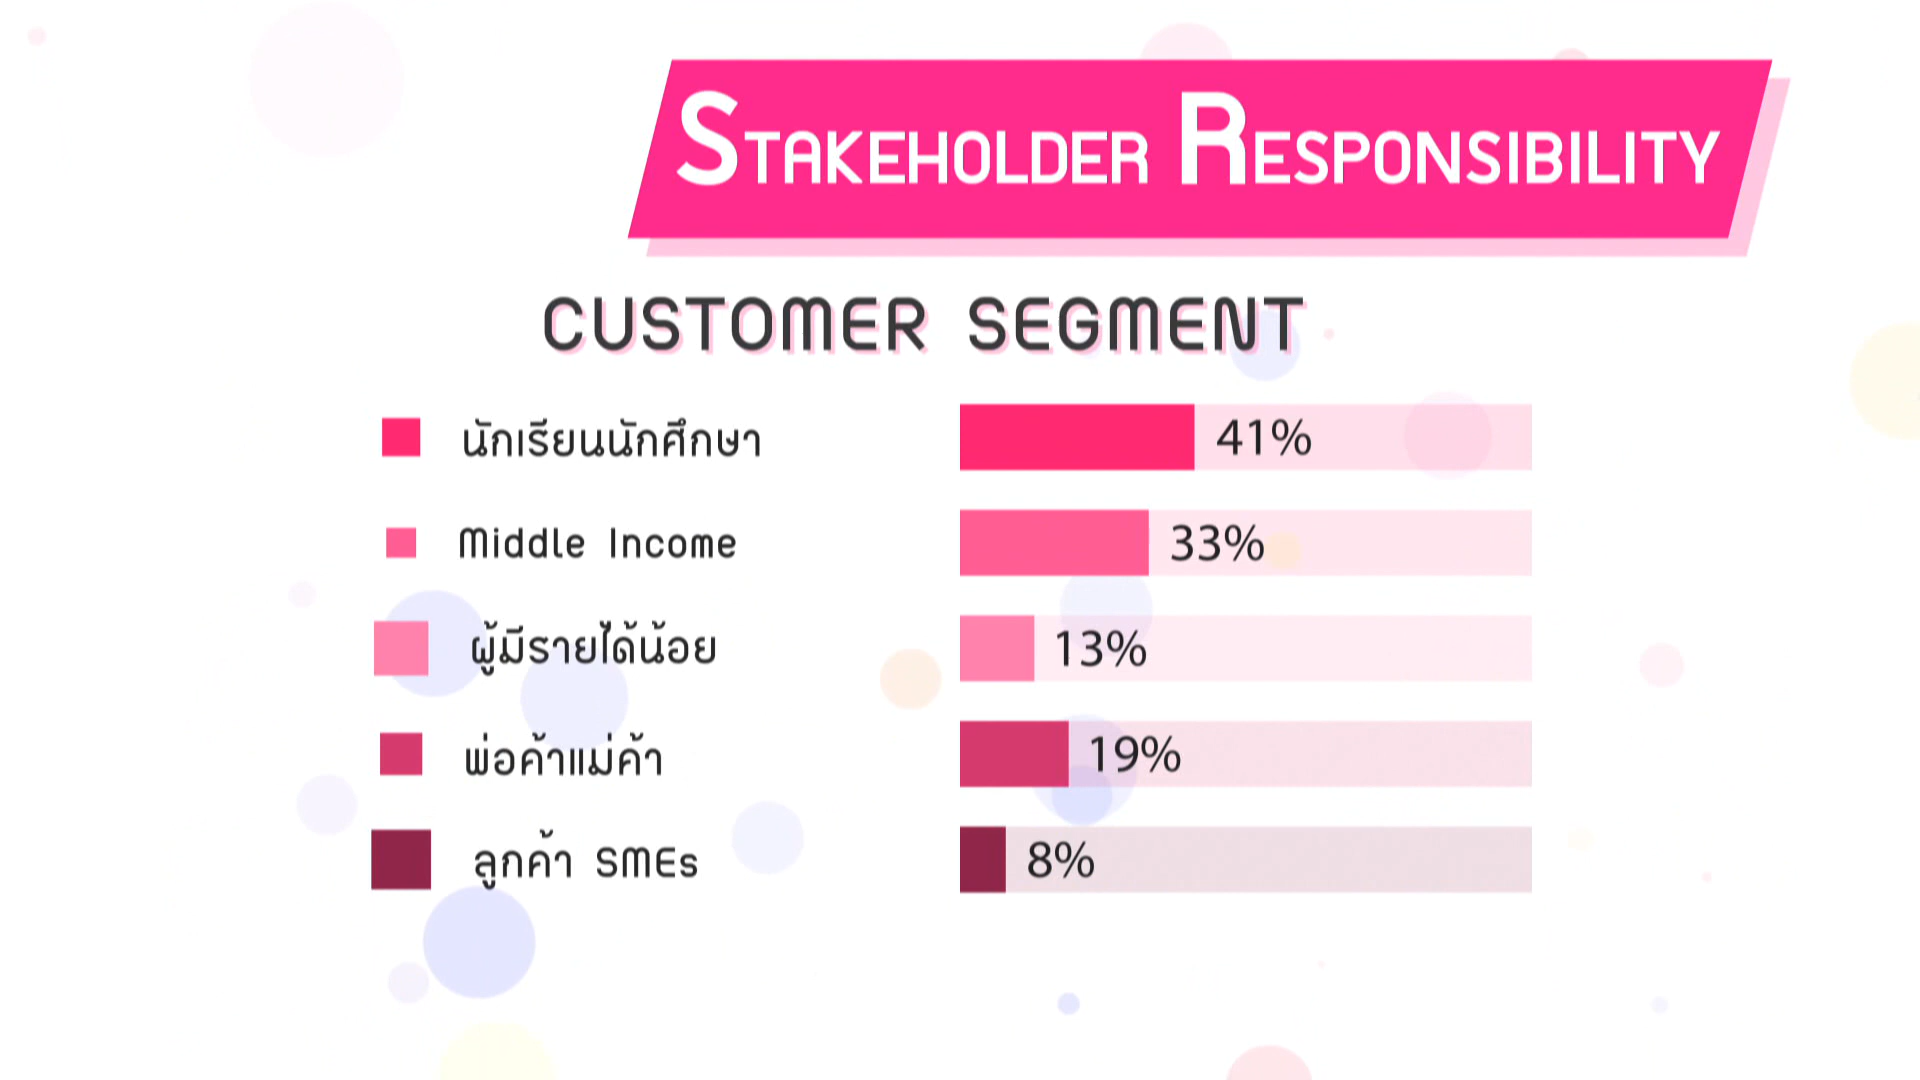 STAKEHOLDER RESPONSIBILITY
CUSTOMER SEGMENT
นักเรียนนักศึกษา 41%
Middle Income 33%
ผู้มีรายได้น้อย 13%
พ่อค้าแม่ค้า 19%
ลูกค้า SMEs 8%